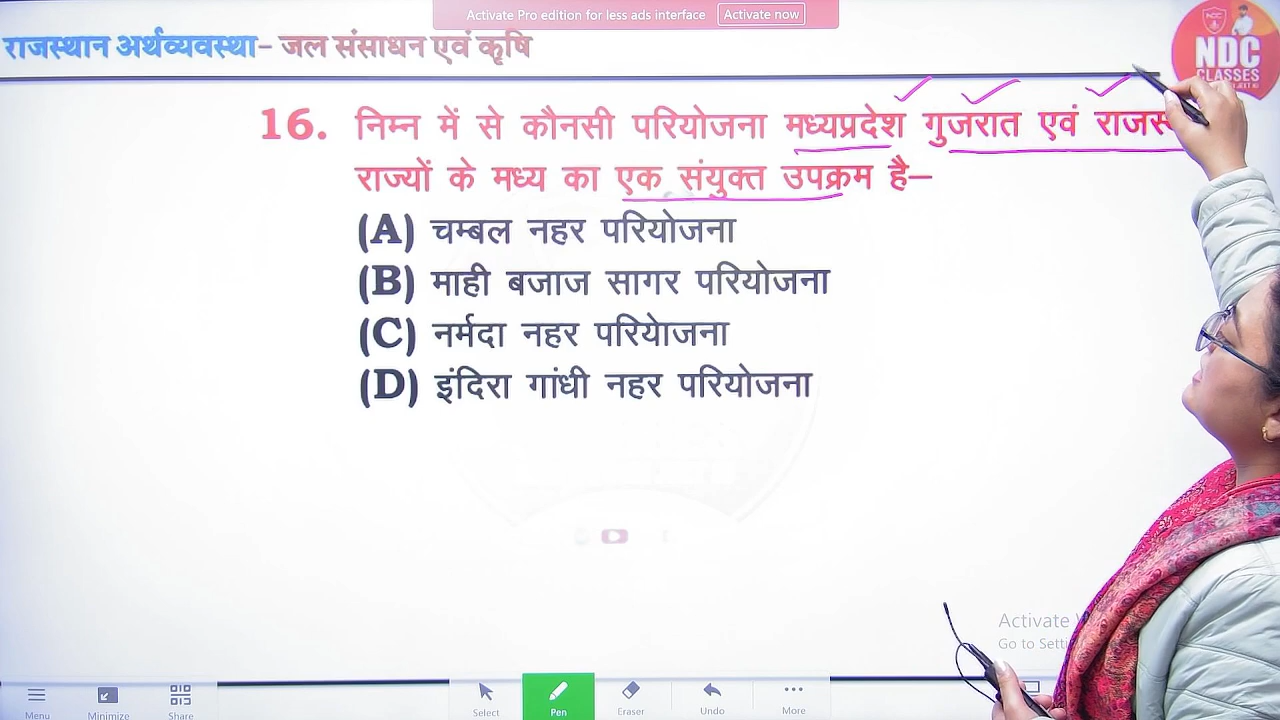 Activate Pro edition for less ads interface Activate now
राजस्थान अर्थव्यवस्था– जल संसाधन एवं कृषि
NDC
CLASSES
16. निम्न में से कौनसी परियोजना मध्यप्रदेश गुजरात एवं
राज्यों के मध्य का एक संयुक्त उपक्रम है–
(A) चम्बल नहर परियोजना
(B) माही बजाज सागर परियोजना
(C) नर्मदा नहर परियोजना
(D) इंदिरा गांधी नहर परियोजना
Activate
Go to
Menu Minimize Share Select Pen Eraser Undo More